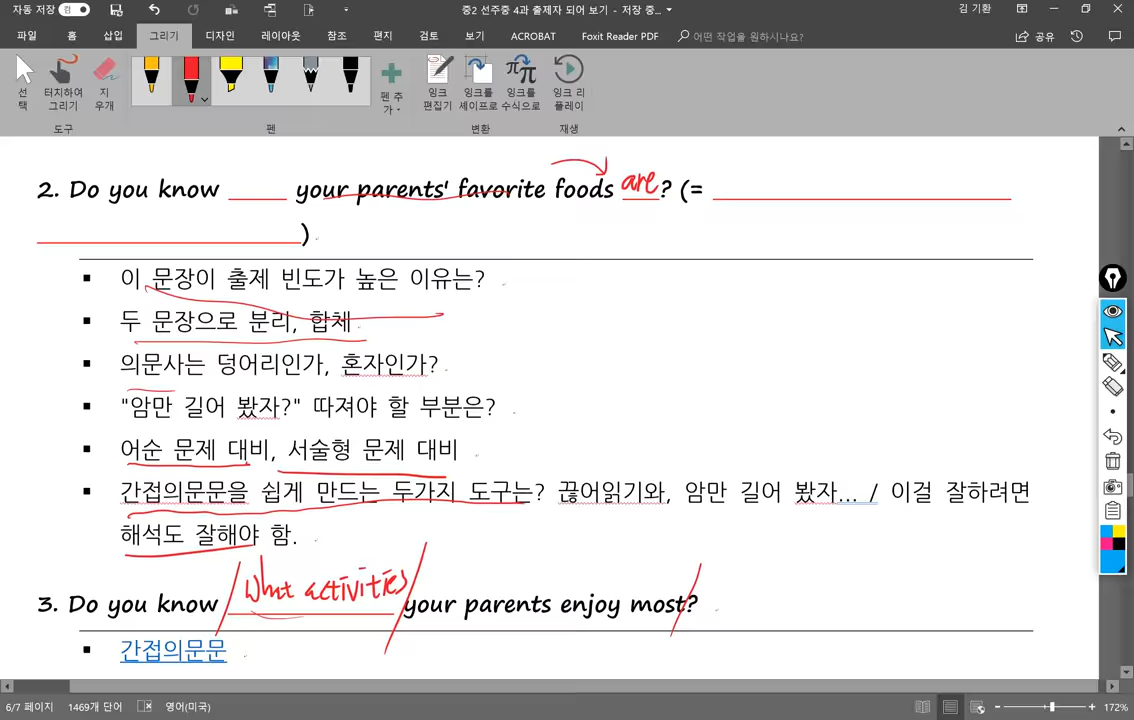 자동 저장 컴 중2 선주중 4과 출제자 되어 보기 - 저장 중... 김 기환
파일 홈 삽입 그리기 디자인 레이아웃 참조 편지 검토 보기 ACROBAT Foxit Reader PDF 어떤 작업을 원하시나요? 공유
선택 터치하여 그리기 지우개 펜 추가 잉크 편집기 잉크를 셰이프로 잉크를 수식으로 잉크 리플레이
도구 펜 변환 재생
2. Do you know _____ your parents' favorite foods are? (= __________
__________)
▪ 이 문장이 출제 빈도가 높은 이유는?
▪ 두 문장으로 분리, 합체
▪ 의문사는 덩어리인가, 혼자인가?
▪ "암만 길어 봤자?" 따져야 할 부분은?
▪ 어순 문제 대비, 서술형 문제 대비
▪ 간접의문문을 쉽게 만드는 두가지 도구는? 끊어읽기와, 암만 길어 봤자... / 이걸 잘하려면
해석도 잘해야 함.
3. Do you know / what activities / your parents enjoy most?
▪ 간접의문문
6/7 페이지 1469개 단어 영어(미국) 172%